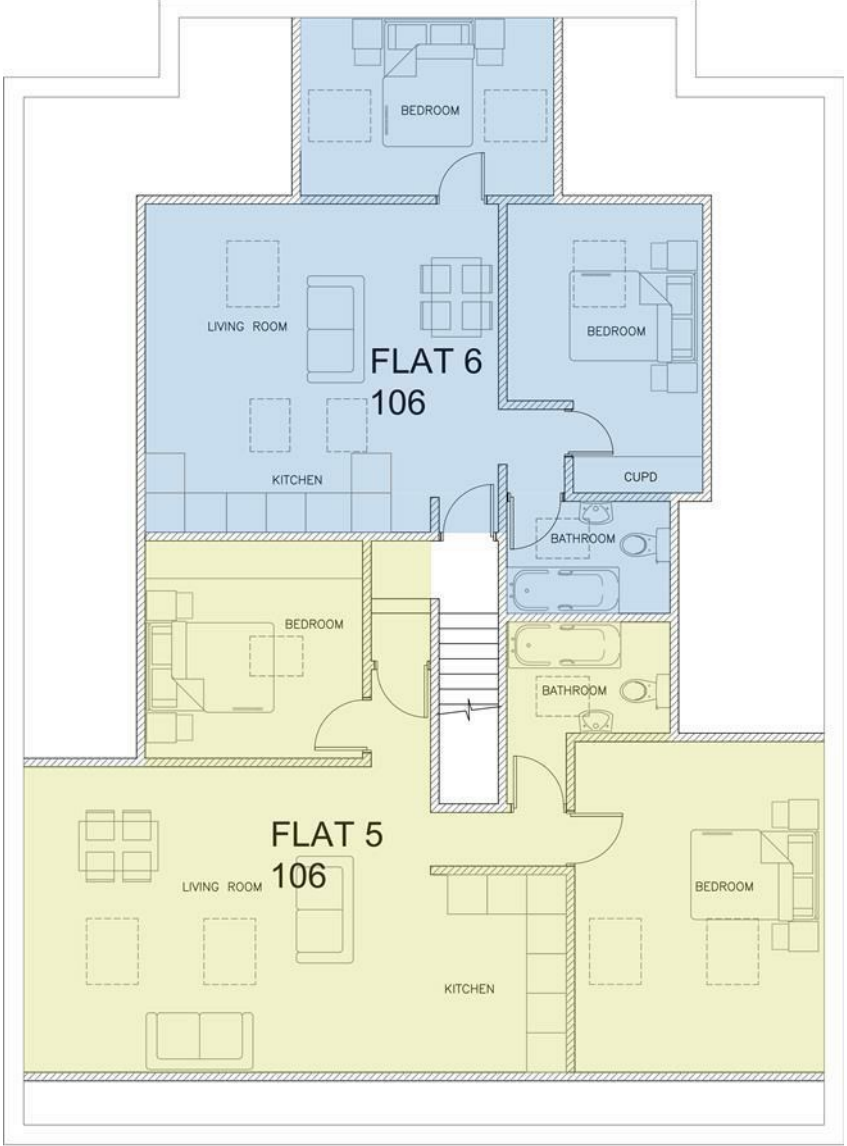 BEDROOM
LIVING ROOM
BEDROOM
FLAT 6
106
KITCHEN
CUPD
BATHROOM
BEDROOM
BATHROOM
FLAT 5
106
LIVING ROOM
BEDROOM
KITCHEN